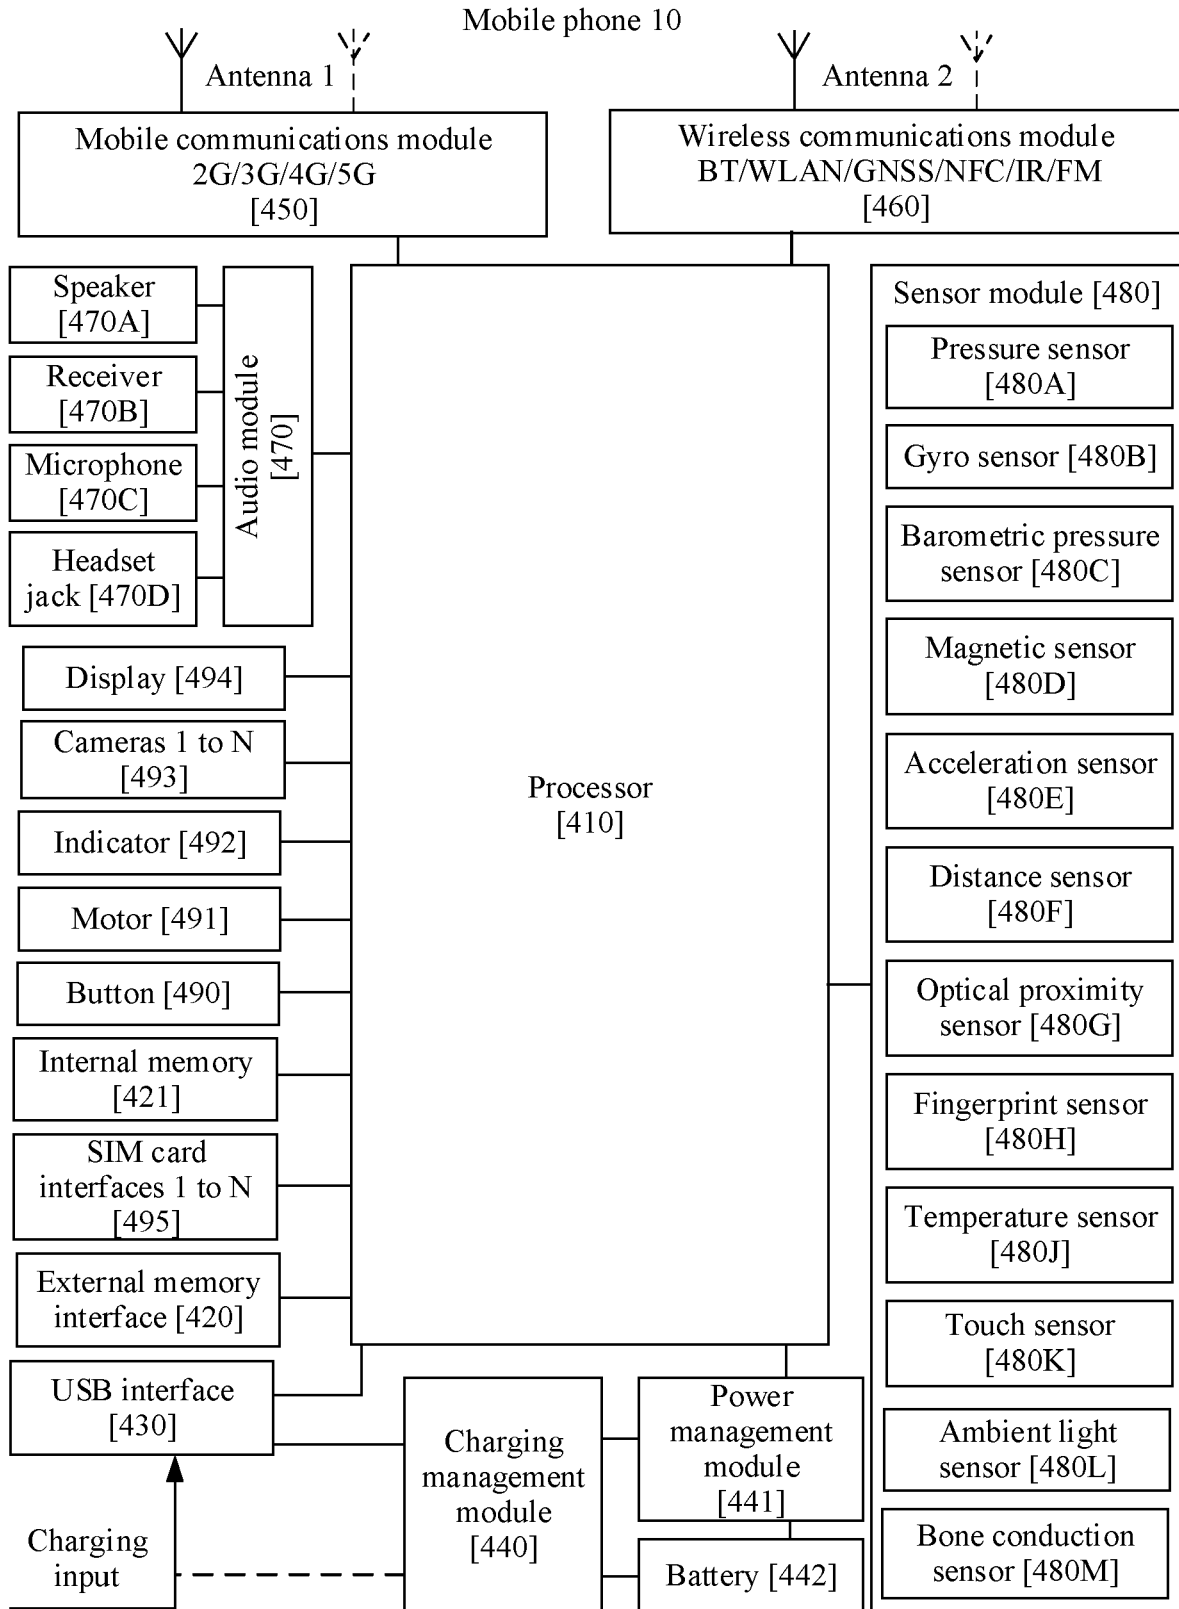 Mobile phone 10
Antenna 1
Antenna 2
Mobile communications module
2G/3G/4G/5G
[450]
Wireless communications module
BT/WLAN/GNSS/NFC/IR/FM
[460]
Speaker
[470A]
Receiver
[470B]
Microphone
[470C]
Headset
jack [470D]
Audio module
[470]
Display [494]
Cameras 1 to N
[493]
Indicator [492]
Motor [491]
Button [490]
Internal memory
[421]
SIM card
interfaces 1 to N
[495]
External memory
interface [420]
USB interface
[430]
Charging
input
Processor
[410]
Charging
management
module
[440]
Power
management
module
[441]
Battery [442]
Sensor module [480]
Pressure sensor
[480A]
Gyro sensor [480B]
Barometric pressure
sensor [480C]
Magnetic sensor
[480D]
Acceleration sensor
[480E]
Distance sensor
[480F]
Optical proximity
sensor [480G]
Fingerprint sensor
[480H]
Temperature sensor
[480J]
Touch sensor
[480K]
Ambient light
sensor [480L]
Bone conduction
sensor [480M]